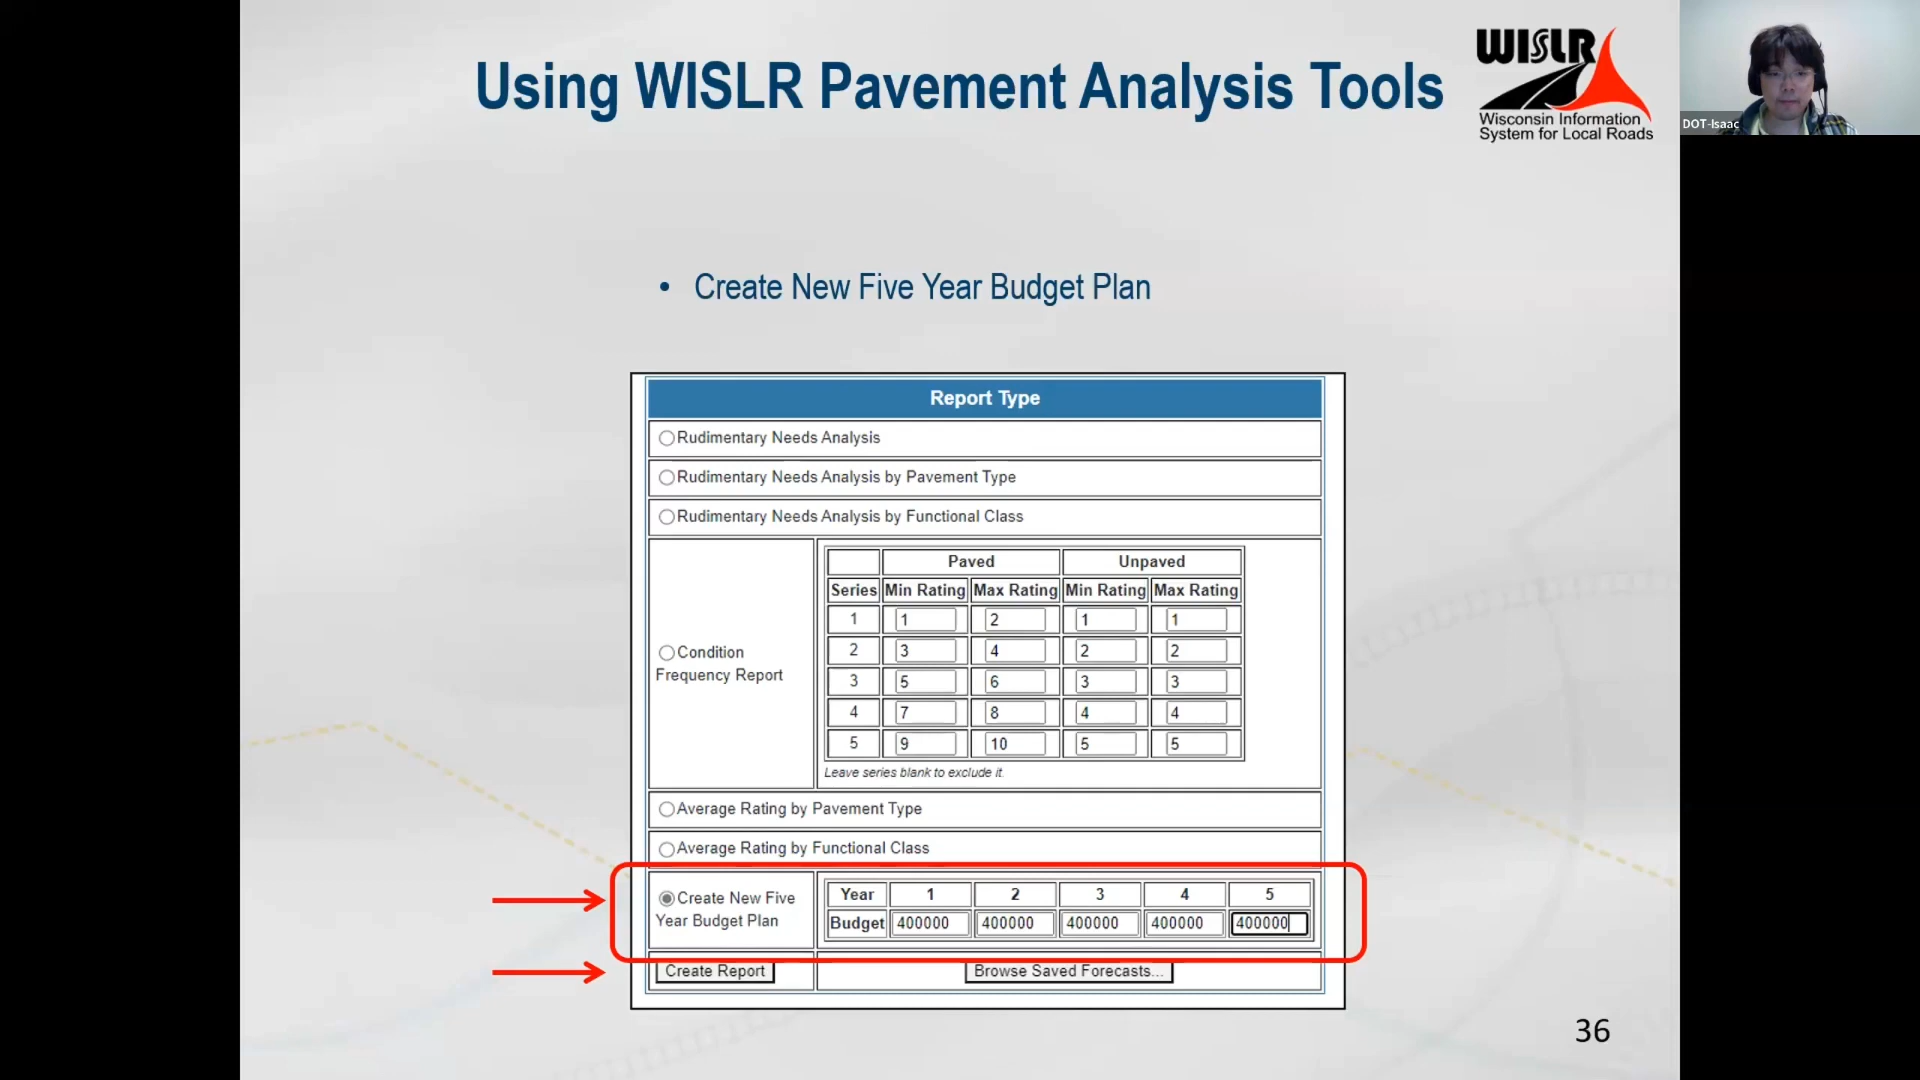 Using WISLR Pavement Analysis Tools
WISLR
Wisconsin Information
System for Local Roads
DOT-Isaac
• Create New Five Year Budget Plan
Report Type
Rudimentary Needs Analysis
Rudimentary Needs Analysis by Pavement Type
Rudimentary Needs Analysis by Functional Class
Condition
Frequency Report
Paved Unpaved
Series Min Rating Max Rating Min Rating Max Rating
1 1 2 1 1
2 3 4 2 2
3 5 6 3 3
4 7 8 4 4
5 9 10 5 5
Leave series blank to exclude it.
Average Rating by Pavement Type
Average Rating by Functional Class
Create New Five
Year Budget Plan
Year 1 2 3 4 5
Budget 400000 400000 400000 400000 400000
Create Report Browse Saved Forecasts...
36